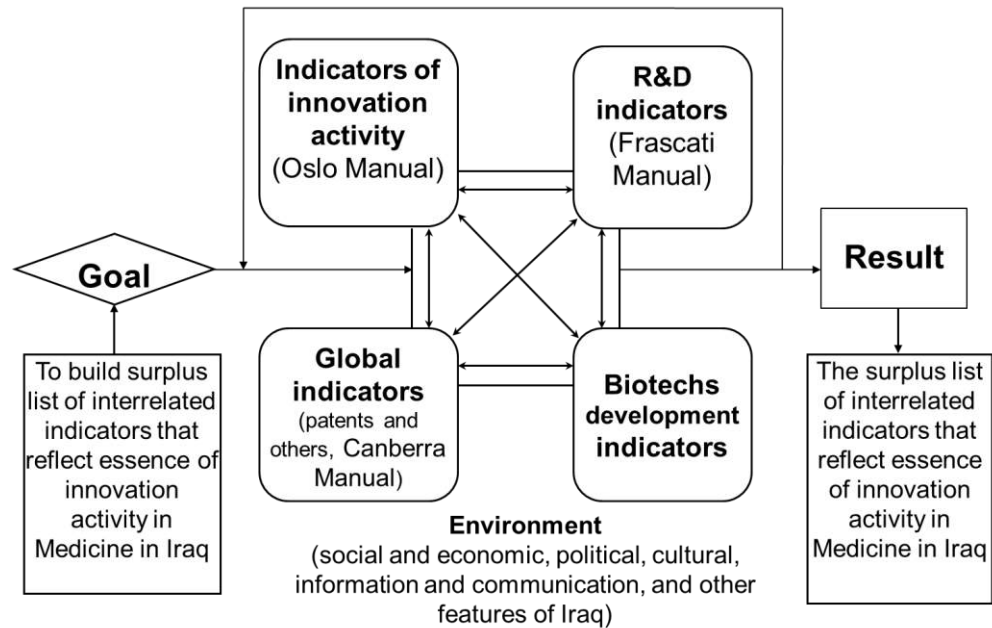 Indicators of
innovation
activity
(Oslo Manual)
R&D
indicators
(Frascati
Manual)
Goal
Result
To build surplus
list of interrelated
indicators that
reflect essence of
innovation
activity in
Medicine in Iraq
Global
indicators
(patents and
others, Canberra
Manual)
Biotechs
development
indicators
The surplus list
of interrelated
indicators that
reflect essence
of innovation
activity in
Medicine in Iraq
Environment
(social and economic, political, cultural,
information and communication, and other
features of Iraq)